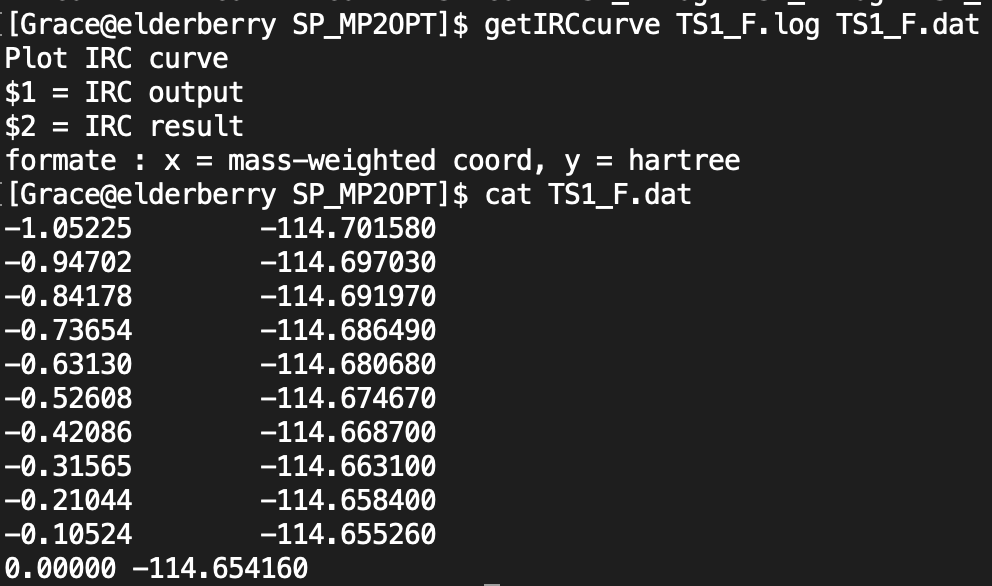 [Grace@elderberry SP_MP2OPT]$ getIRCcurve TS1_F.log TS1_F.dat
Plot IRC curve
$1 = IRC output
$2 = IRC result
formate : x = mass-weighted coord, y = hartree
[Grace@elderberry SP_MP2OPT]$ cat TS1_F.dat
-1.05225 -114.701580
-0.94702 -114.697030
-0.84178 -114.691970
-0.73654 -114.686490
-0.63130 -114.680680
-0.52608 -114.674670
-0.42086 -114.668700
-0.31565 -114.663100
-0.21044 -114.658400
-0.10524 -114.655260
0.00000 -114.654160